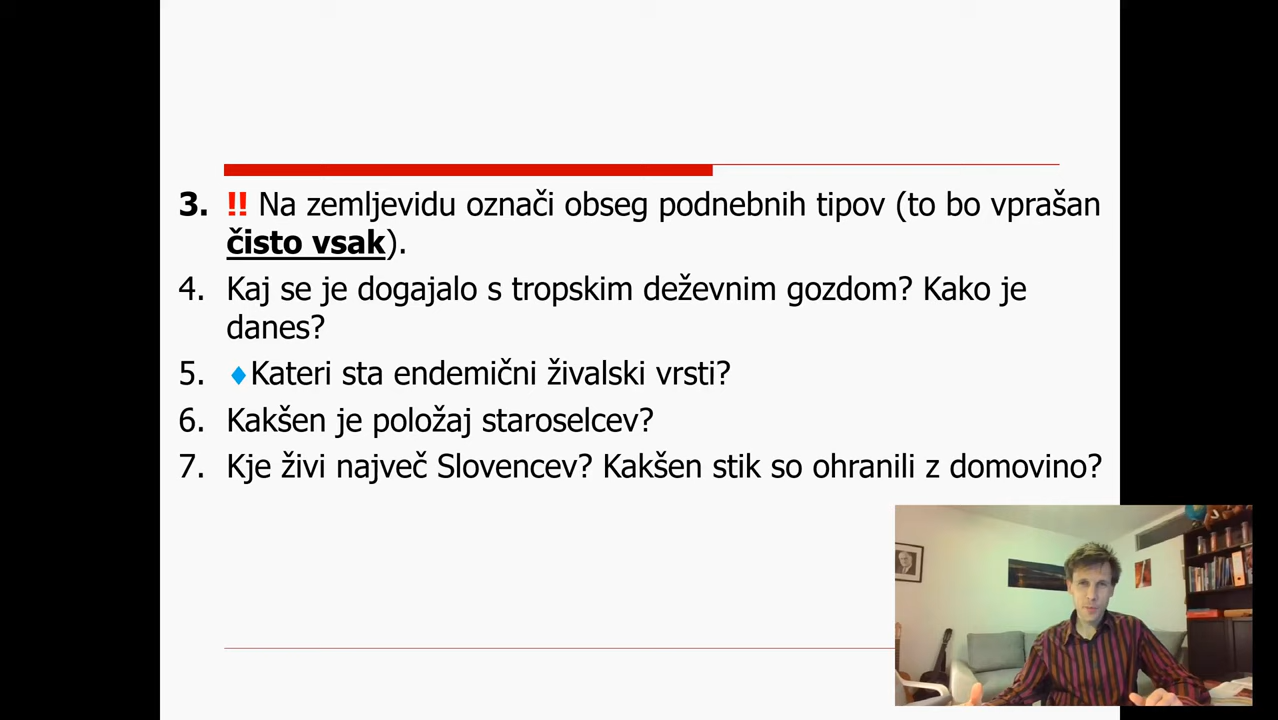 3. !! Na zemljevidu označi obseg podnebnih tipov (to bo vprašan
čisto vsak).
4. Kaj se je dogajalo s tropskim deževnim gozdom? Kako je
danes?
5. ♦Kateri sta endemični živalski vrsti?
6. Kakšen je položaj staroselcev?
7. Kje živi največ Slovencev? Kakšen stik so ohranili z domovino?